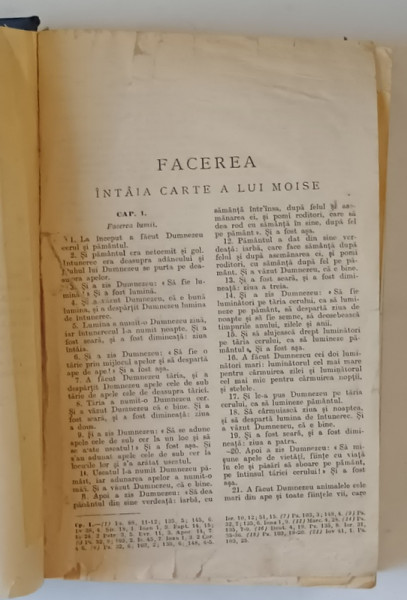 FACEREA
ÎNTÂIA CARTE A LUI MOISE
CAP. 1.
Facerea lumii.
1. La început a făcut Dumnezeu
cerul și pământul.
2. Și pământul era netocmit și gol.
Întunerec era desupra adâncului și
Duhul lui Dumnezeu se purta pe dea-
supra apelor.
3. Și a zis Dumnezeu: «Să fie lu-
mină!» Și a fost lumină.
4. Și a văzut Dumnezeu, că e bună
lumina, și a despărțit Dumnezeu lumina
de întunerec.
5. Lumina a numit-o Dumnezeu ziuă,
iar întunerecul l-a numit noapte. Și a
fost seară, și a fost dimineață: ziua
întâia.
6. Și a zis Dumnezeu: «Să fie o
tărie prin mijlocul apelor și să despartă
ape de ape!» Și a fost așa.
7. A făcut Dumnezeu tăria, și a
despărțit Dumnezeu apele cele de sub
tărie de apele cele de deasupra tăriei.
8. Tăria a numit-o Dumnezeu cer.
Și a văzut Dumnezeu că e bine. Și a
fost seară, și a fost dimineață: ziua
a doua.
9. Și a zis Dumnezeu: «Să se adune
apele cele de sub cer la un loc și să
s'arate uscatul!» Și a fost așa. Și
s'au adunat apele cele de sub cer la
locurile lor și s'a arătat uscatul.
10. Uscatul l-a numit Dumnezeu pă-
mânt, iar adunarea apelor a numit-o
mări. Și a văzut Dumnezeu, că e bine.
Apoi a zis Dumnezeu: «Să dea
pământul din sine verdeață: iarbă, cu
sămânță într'însa, după felul și ase-
mănarea ei, și pomi roditori, care să
dea rod cu sămânță în sine, după fel
pe pământ». Și a fost așa.
12. Pământul a dat din sine ver-
deață: iarbă, care face sămânță după
felul și după asemănarea ei, și pomi
roditori, cu sămânță după fel pe pă-
mânt. Și a văzut Dumnezeu, că e bine.
13. Și a fost seară, și a fost dimi-
neață: ziua a treia.
14. Și a zis Dumnezeu: «Să fie
luminători pe tăria cerului, ca să lumi-
neze pe pământ, să despartă ziua de
noapte și să fie semne, să deosebească
timpurile anului, zilele și anii.
15. Și să slujească drept luminători
pe tăria cerului, ca să lumineze
pământul». Și a fost așa.
16. A făcut Dumnezeu cei doi lumi-
nători mari: luminătorul cel mai mare
pentru cârmuirea zilei și luminătorul
cel mai mic pentru cârmuirea nopții,
și stelele.
17. Și le-a pus Dumnezeu pe tăria
cerului, ca să lumineze pământul.
18. Să cârmuiască ziua și noaptea,
și să despartă lumina de întunerec. Și
a văzut Dumnezeu, că e bine.
19. Și a fost seară, și a fost dimi-
neață: ziua a patra.
20. Apoi a zis Dumnezeu: «Să mi-
șune apele de vietăți, ființe cu viață
în ele și păsări să zboare pe pământ,
pe întinsul tăriei cerului!» Și a fost
așa.
21. A făcut Dumnezeu animalele cele
mari din ape și toate ființele vii, care